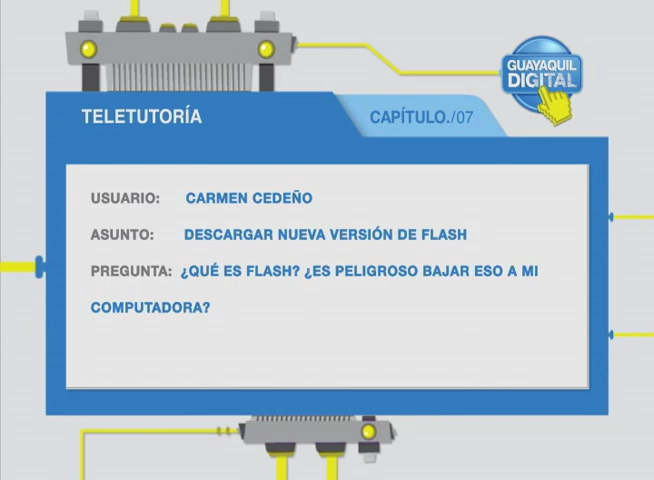 GUAYAQUIL
DIGITAL
TELETUTORÍA
CAPÍTULO./07
USUARIO: CARMEN CEDEÑO
ASUNTO: DESCARGAR NUEVA VERSIÓN DE FLASH
PREGUNTA: ¿QUÉ ES FLASH? ¿ES PELIGROSO BAJAR ESO A MI
COMPUTADORA?